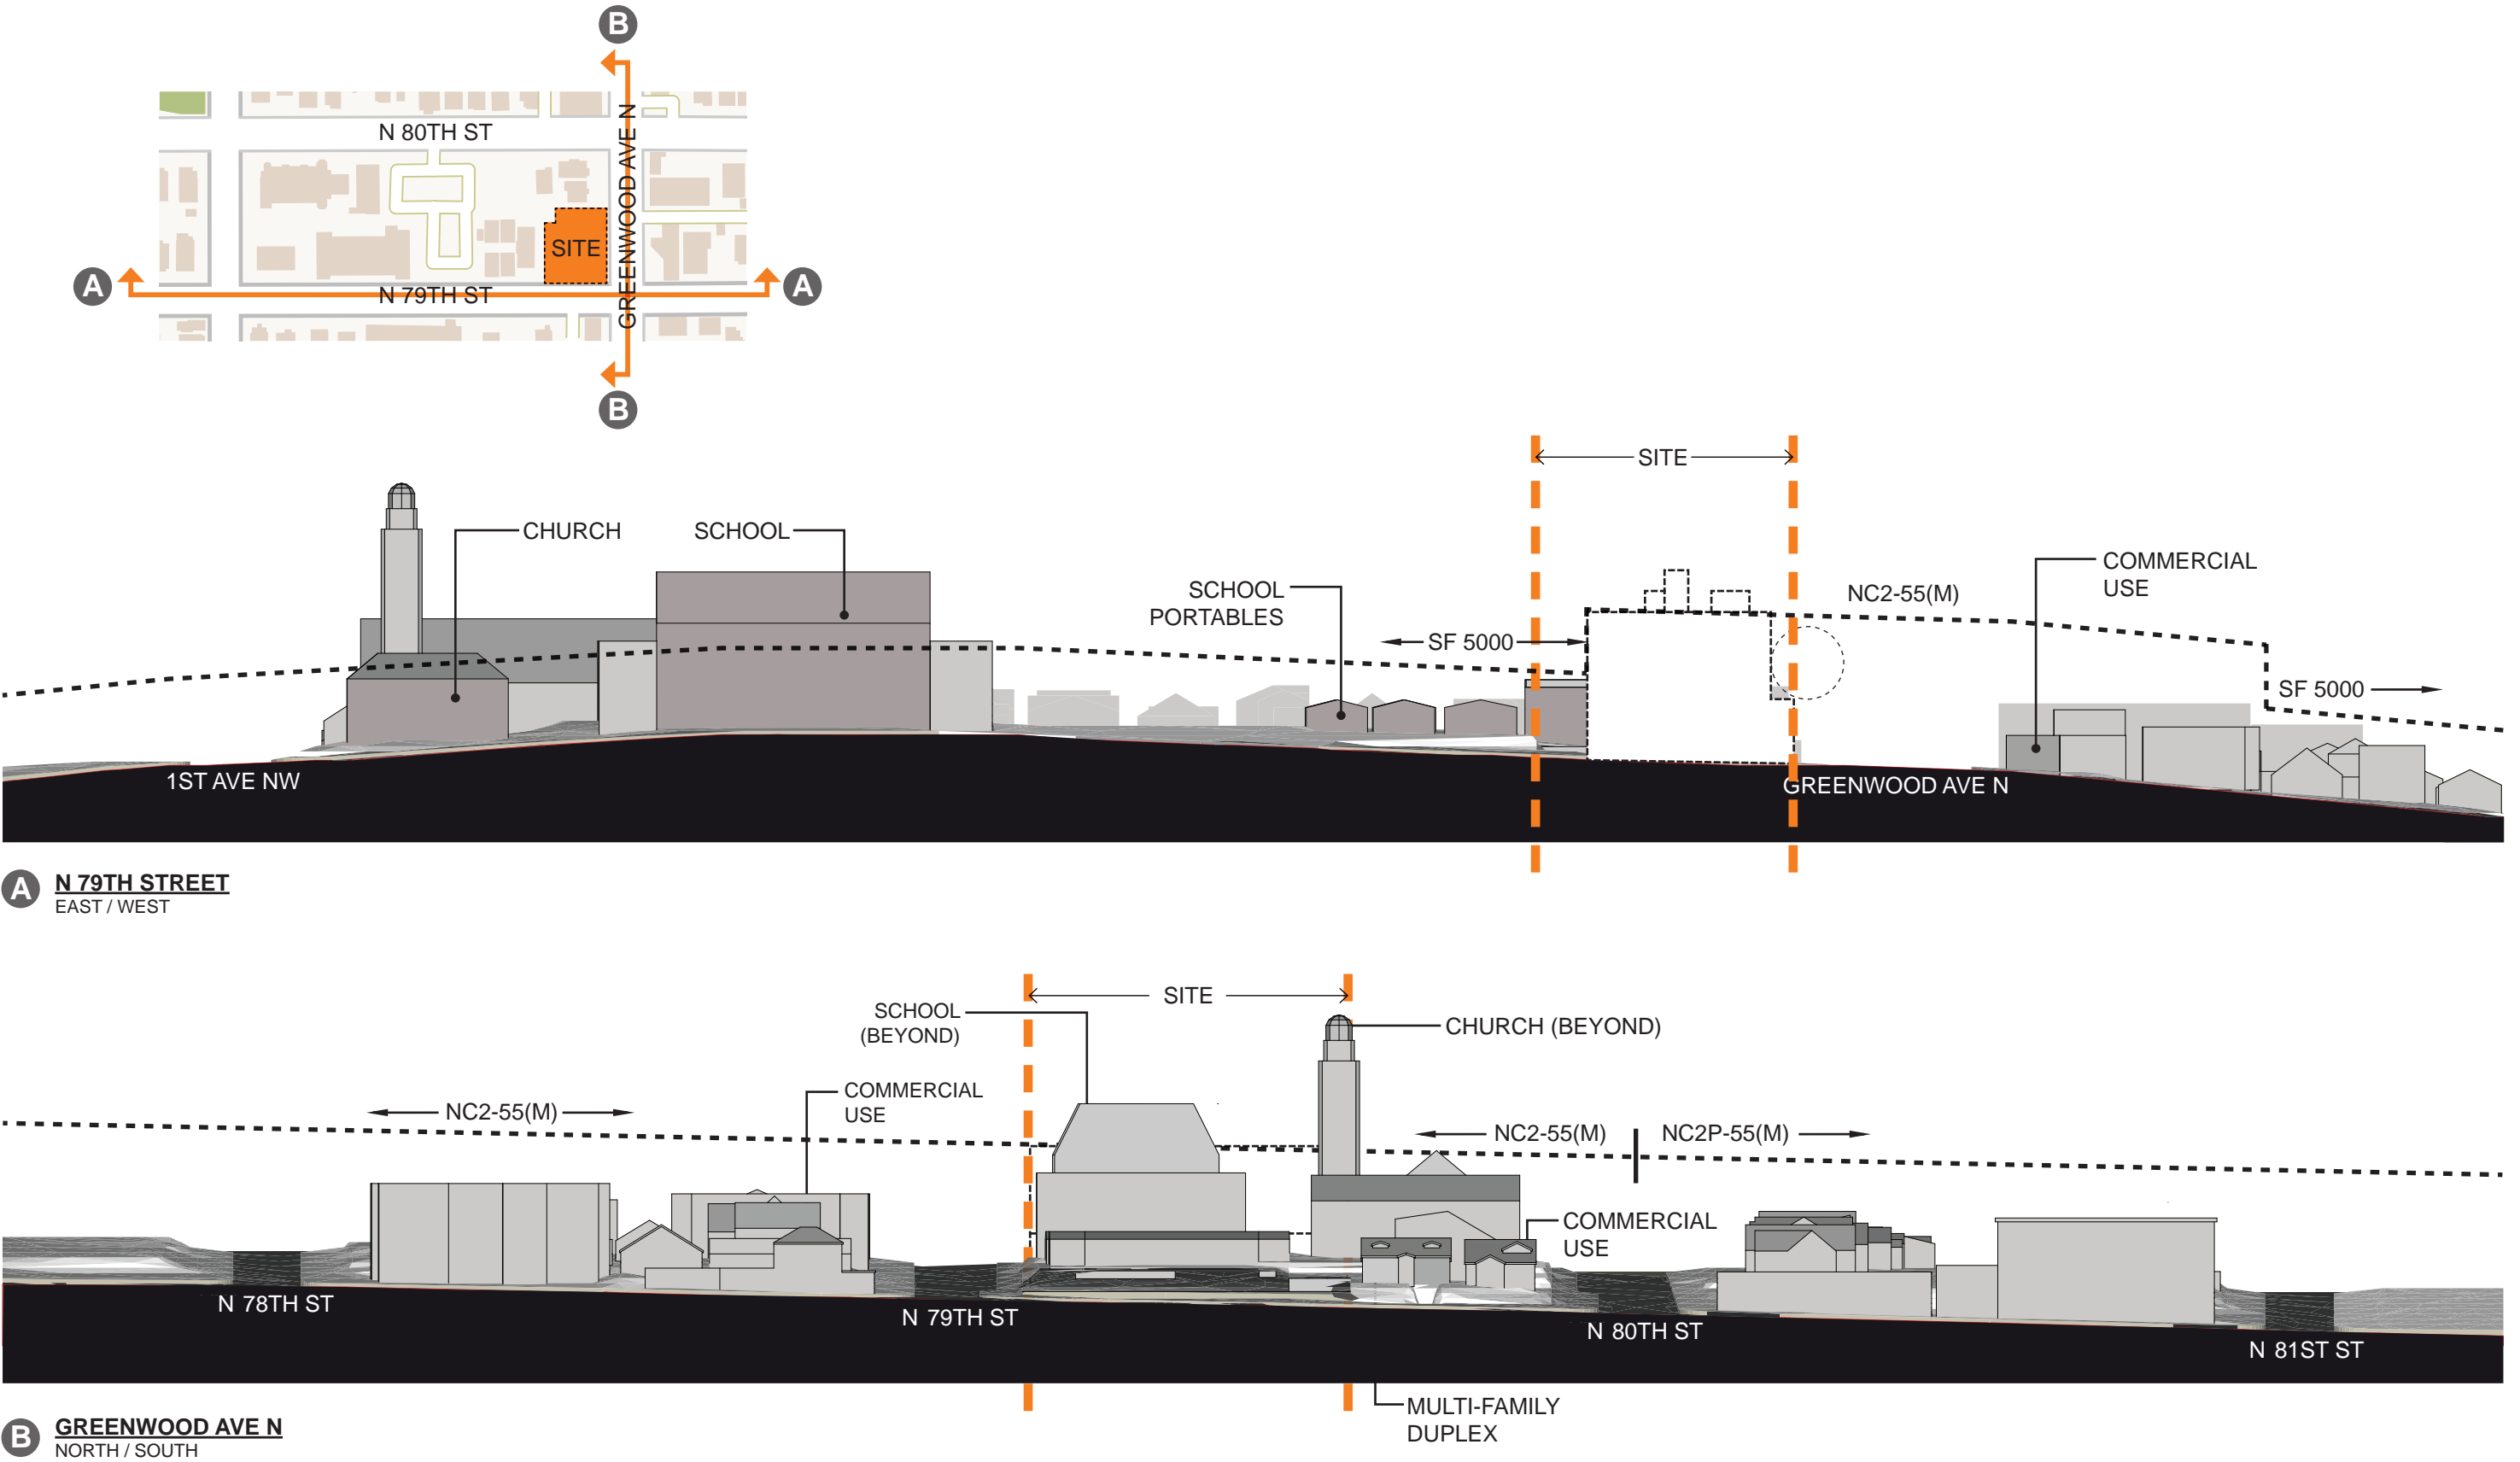 B
N 80TH ST
GREENWOOD AVE N
SITE
A
A
N 79TH ST
B
SITE
CHURCH
SCHOOL
COMMERCIAL
USE
SCHOOL
PORTABLES
NC2-55(M)
SF 5000
SF 5000
1ST AVE NW
GREENWOOD AVE N
A
N 79TH STREET
EAST / WEST
SITE
SCHOOL
(BEYOND)
CHURCH (BEYOND)
COMMERCIAL
USE
NC2-55(M)
NC2-55(M)
NC2P-55(M)
COMMERCIAL
USE
N 78TH ST
N 79TH ST
N 80TH ST
N 81ST ST
MULTI-FAMILY
DUPLEX
B
GREENWOOD AVE N
NORTH / SOUTH